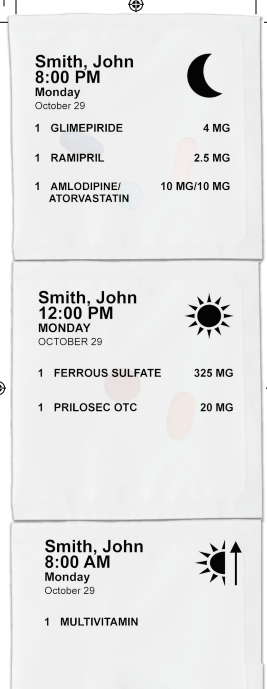 Smith, John
8:00 PM
Monday
October 29
1 GLIMEPIRIDE 4 MG
1 RAMIPRIL 2.5 MG
1 AMLODIPINE/ 10 MG/10 MG
ATORVASTATIN
Smith, John
12:00 PM
MONDAY
OCTOBER 29
1 FERROUS SULFATE 325 MG
1 PRILOSEC OTC 20 MG
Smith, John
8:00 AM
Monday
October 29
1 MULTIVITAMIN